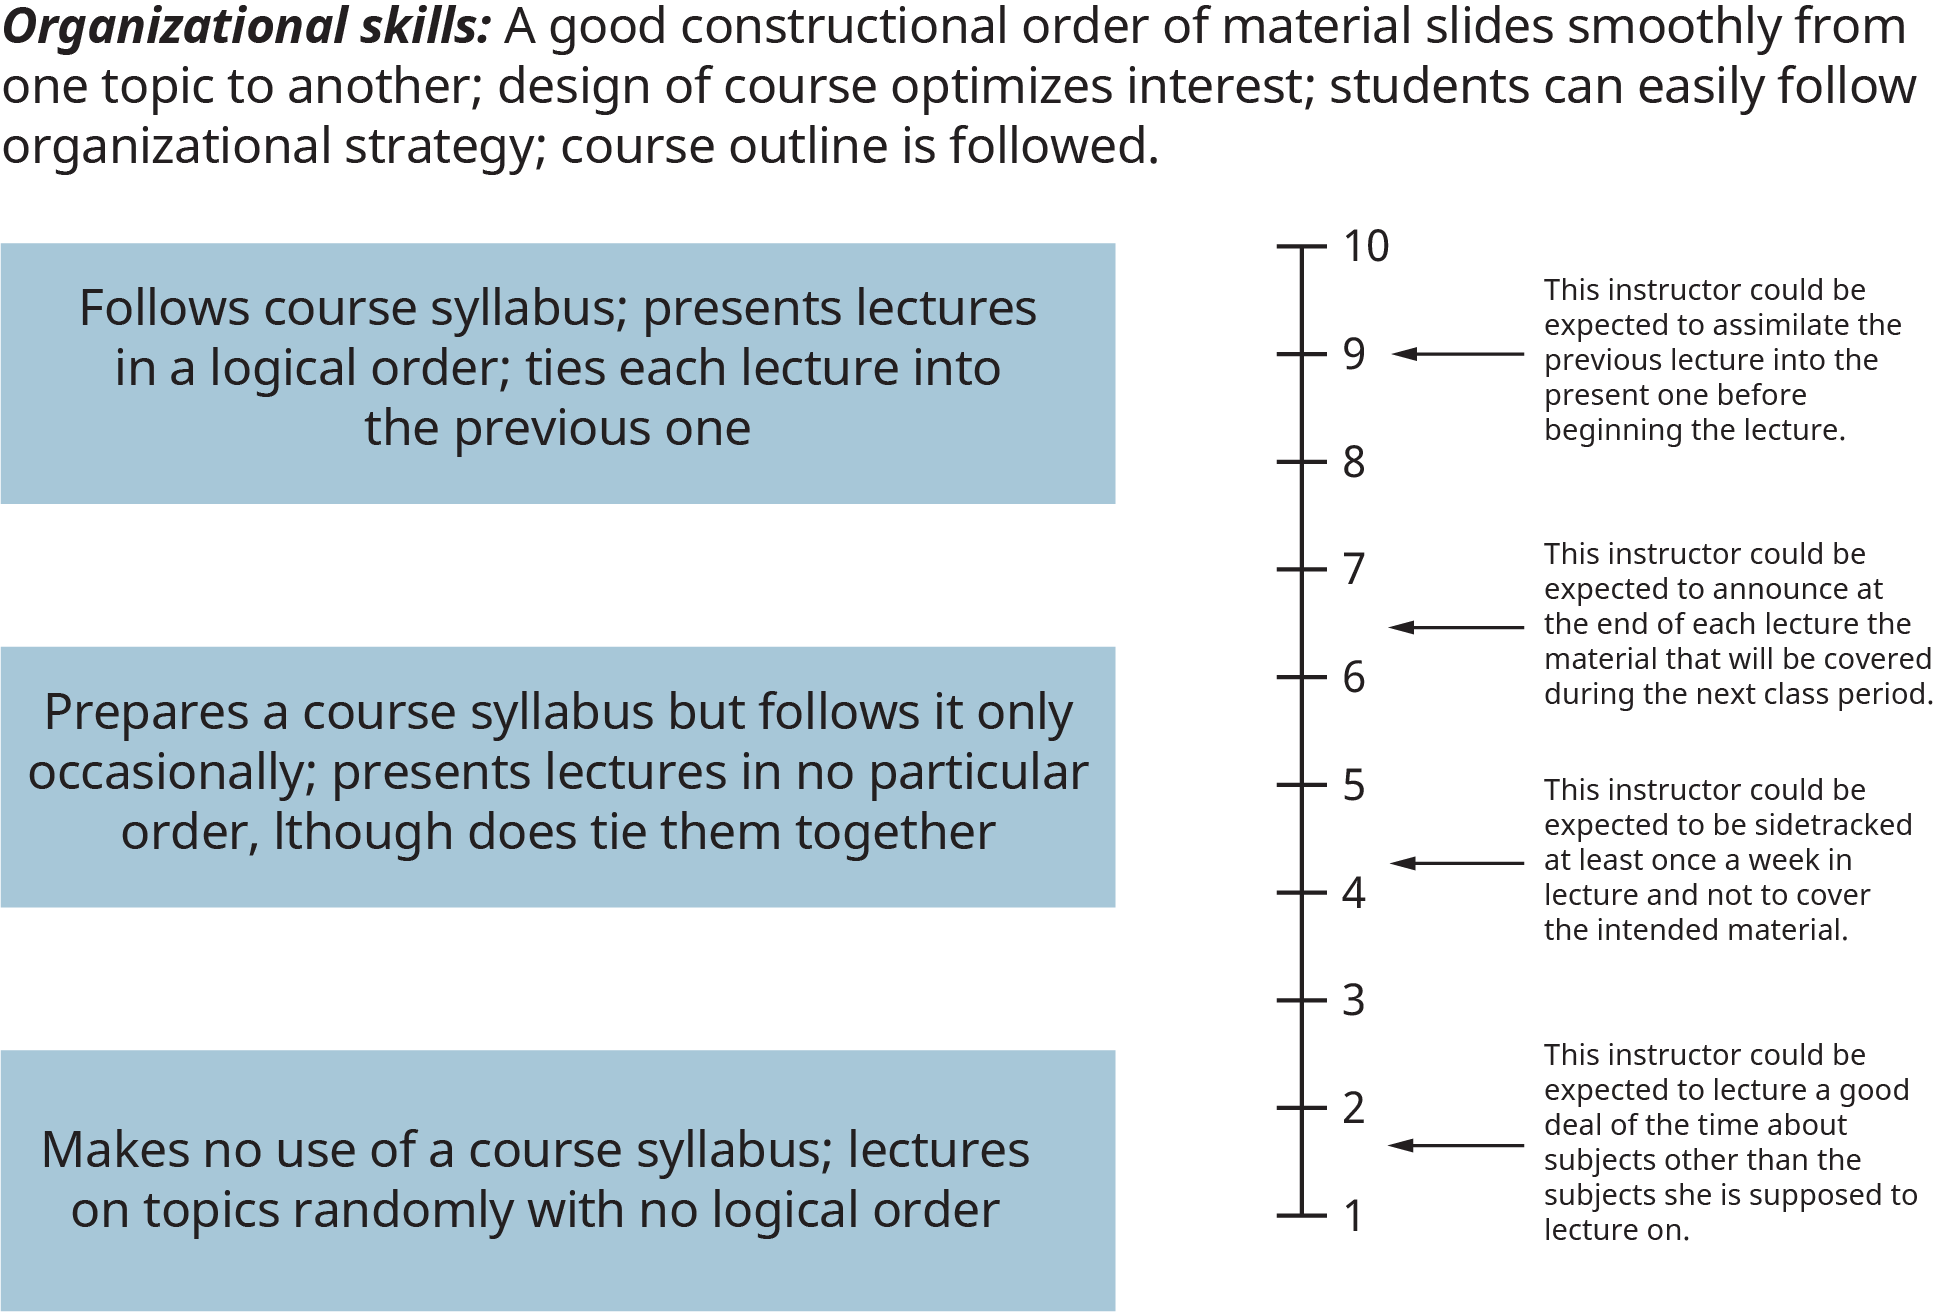 Organizational skills: A good constructional order of material slides smoothly from
one topic to another; design of course optimizes interest; students can easily follow
organizational strategy; course outline is followed.
Follows course syllabus; presents lectures
in a logical order; ties each lecture into
the previous one
Prepares a course syllabus but follows it only
occasionally; presents lectures in no particular
order, lthough does tie them together
Makes no use of a course syllabus; lectures
on topics randomly with no logical order
10
9
8
7
6
5
4
3
2
1
This instructor could be
expected to assimilate the
previous lecture into the
present one before
beginning the lecture.
This instructor could be
expected to announce at
the end of each lecture the
material that will be covered
during the next class period.
This instructor could be
expected to be sidetracked
at least once a week in
lecture and not to cover
the intended material.
This instructor could be
expected to lecture a good
deal of the time about
subjects other than the
subjects she is supposed to
lecture on.